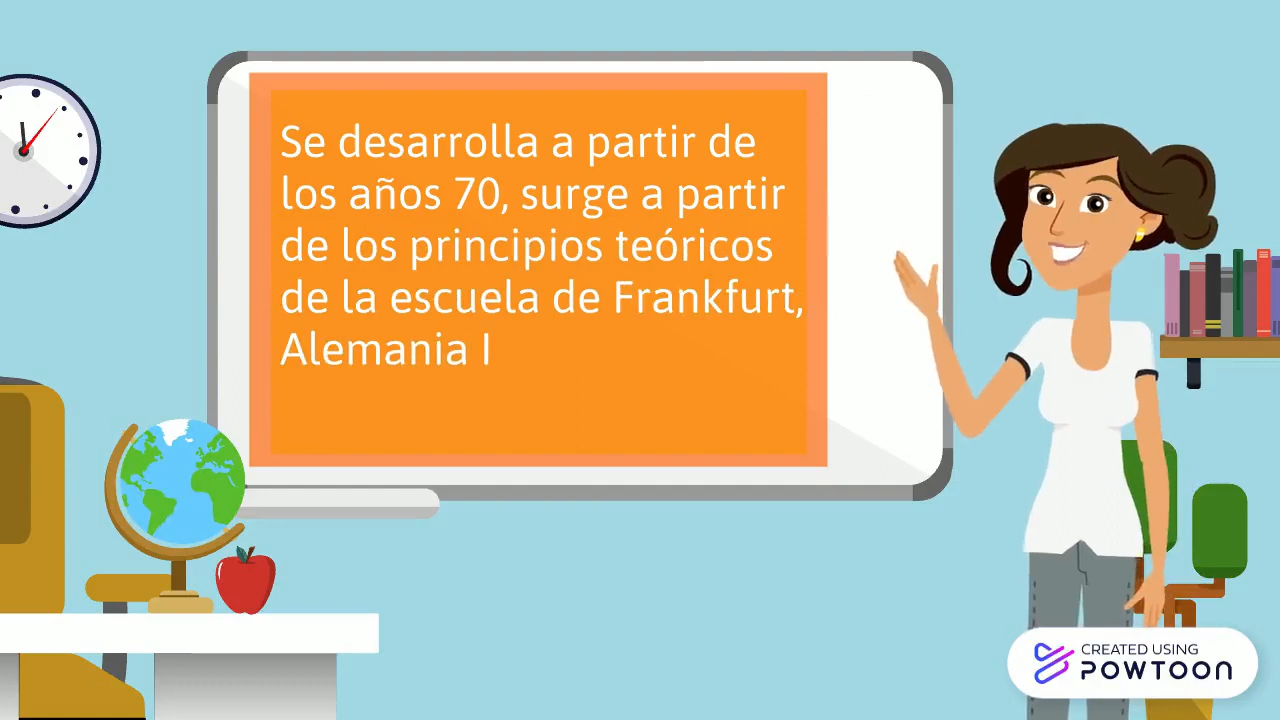 Se desarrolla a partir de
los años 70, surge a partir
de los principios teóricos
de la escuela de Frankfurt,
Alemania I
CREATED USING
POWTOON